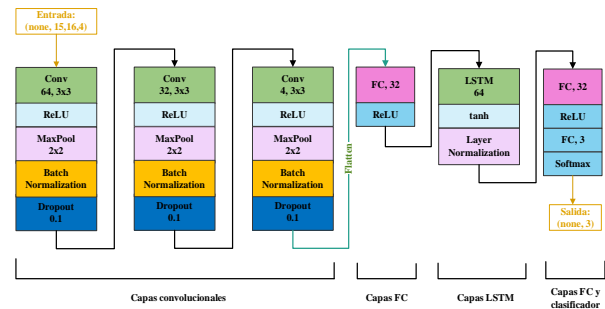 Entrada:
(none, 15,16,4)
Conv
64, 3x3
ReLU
MaxPool
2x2
Batch
Normalization
Dropout
0.1
Conv
32, 3x3
ReLU
MaxPool
2x2
Batch
Normalization
Dropout
0.1
Conv
4, 3x3
ReLU
MaxPool
2x2
Batch
Normalization
Dropout
0.1
Flatten
FC, 32
ReLU
LSTM
64
tanh
Layer
Normalization
FC, 32
ReLU
FC, 3
Softmax
Salida:
(none, 3)
Capas convolucionales
Capas FC
Capas LSTM
Capas FC y
clasificador